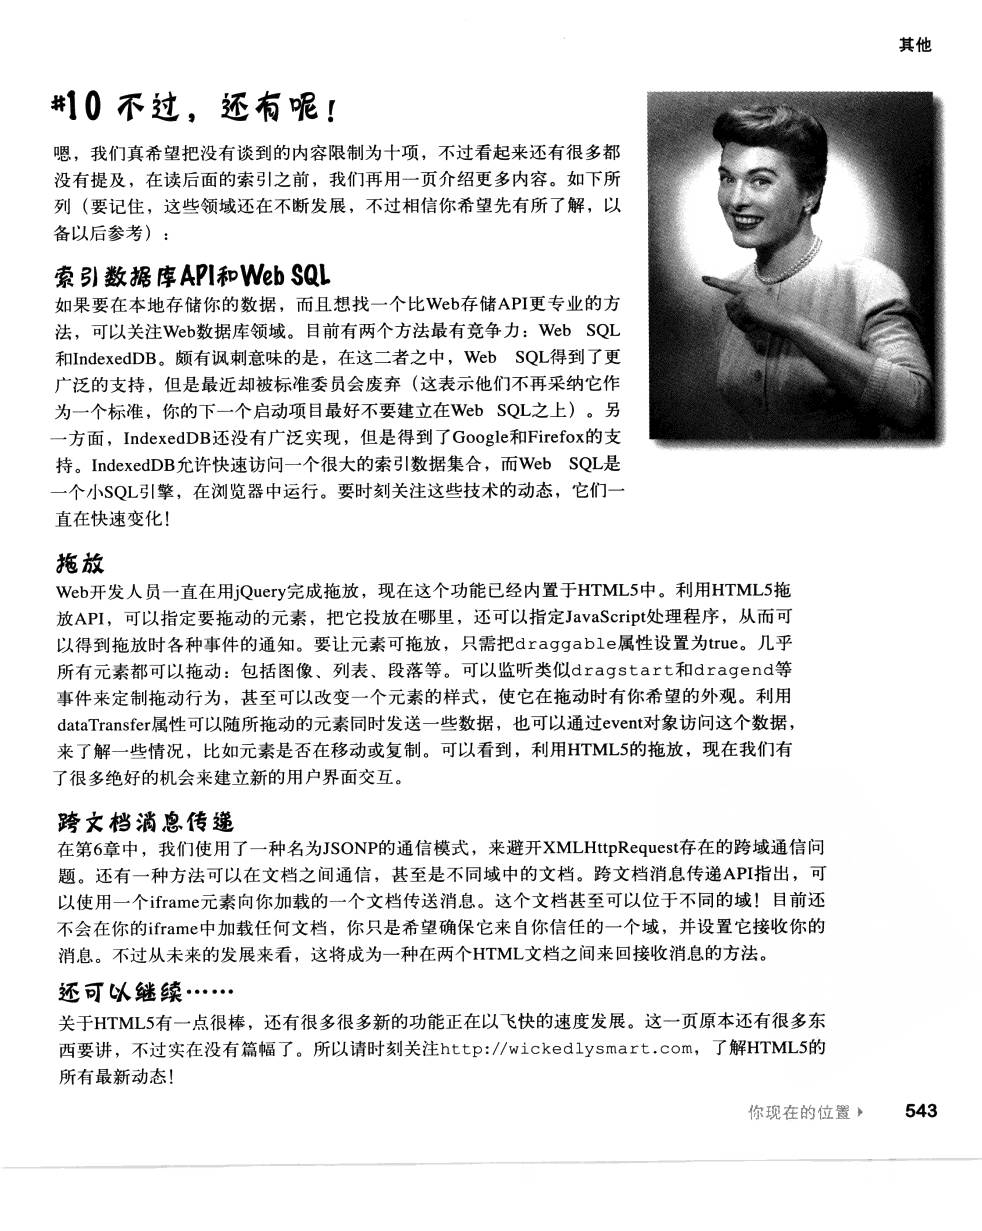 其他
#10 不过，还有呢！
嗯，我们真希望把没有谈到的内容限制为十项，不过看起来还有很多都
没有提及，在读后面的索引之前，我们再用一页介绍更多内容。如下所
列（要记住，这些领域还在不断发展，不过相信你希望先有所了解，以
备以后参考）：
索引数据库API和Web SQL
如果要在本地存储你的数据，而且想找一个比Web存储API更专业的方
法，可以关注Web数据库领域。目前有两个方法最有竞争力：Web SQL
和IndexedDB。颇有讽刺意味的是，在这二者之中，Web SQL得到了更
广泛的支持，但是最近却被标准委员会废弃（这表示他们不再采纳它作
为一个标准，你的下一个启动项目最好不要建立在Web SQL之上）。另
一方面，IndexedDB还没有广泛实现，但是得到了Google和Firefox的支
持。IndexedDB允许快速访问一个很大的索引数据集合，而Web SQL是
一个小SQL引擎，在浏览器中运行。要时刻关注这些技术的动态，它们一
直在快速变化！
拖放
Web开发人员一直在用jQuery完成拖放，现在这个功能已经内置于HTML5中。利用HTML5拖
放API，可以指定要拖动的元素，把它投放在哪里，还可以指定JavaScript处理程序，从而可
以得到拖放时各种事件的通知。要让元素可拖放，只需把draggable属性设置为true。几乎
所有元素都可以拖动：包括图像、列表、段落等。可以监听类似dragstart和dragend等
事件来定制拖动行为，甚至可以改变一个元素的样式，使它在拖动时有你希望的外观。利用
dataTransfer属性可以随所拖动的元素同时发送一些数据，也可以通过event对象访问这个数据，
来了解一些情况，比如元素是否在移动或复制。可以看到，利用HTML5的拖放，现在我们有
了很多绝好的机会来建立新的用户界面交互。
跨文档消息传递
在第6章中，我们使用了一种名为JSONP的通信模式，来避开XMLHttpRequest存在的跨域通信问
题。还有一种方法可以在文档之间通信，甚至是不同域中的文档。跨文档消息传递API指出，可
以使用一个iframe元素向你加载的一个文档传送消息。这个文档甚至可以位于不同的域！目前还
不会在你的iframe中加载任何文档，你只是希望确保它来自你信任的一个域，并设置它接收你的
消息。不过从未来的发展来看，这将成为一种在两个HTML文档之间来回接收消息的方法。
还可以继续……
关于HTML5有一点很棒，还有很多很多新的功能正在以飞快的速度发展。这一页原本还有很多东
西要讲，不过实在没有篇幅了。所以请时刻关注http://wickedlysmart.com，了解HTML5的
所有最新动态！
你现在的位置 ▸ 543